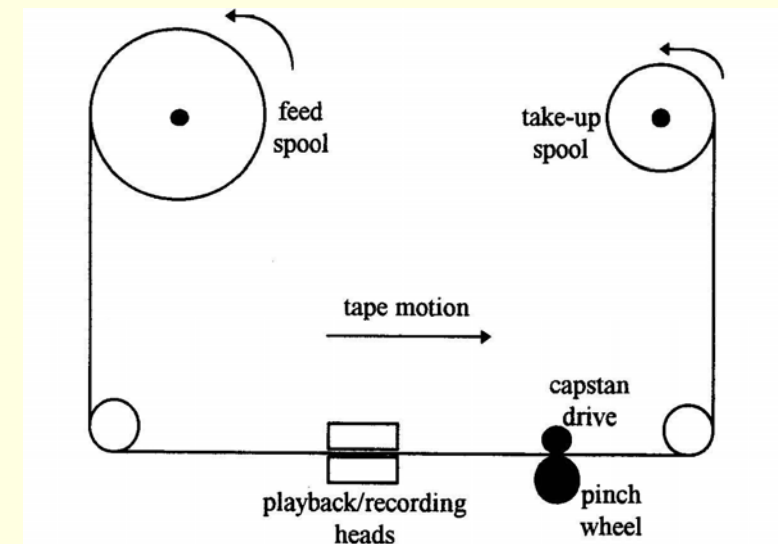 feed
spool
take-up
spool
tape motion
capstan
drive
playback/recording
heads
pinch
wheel